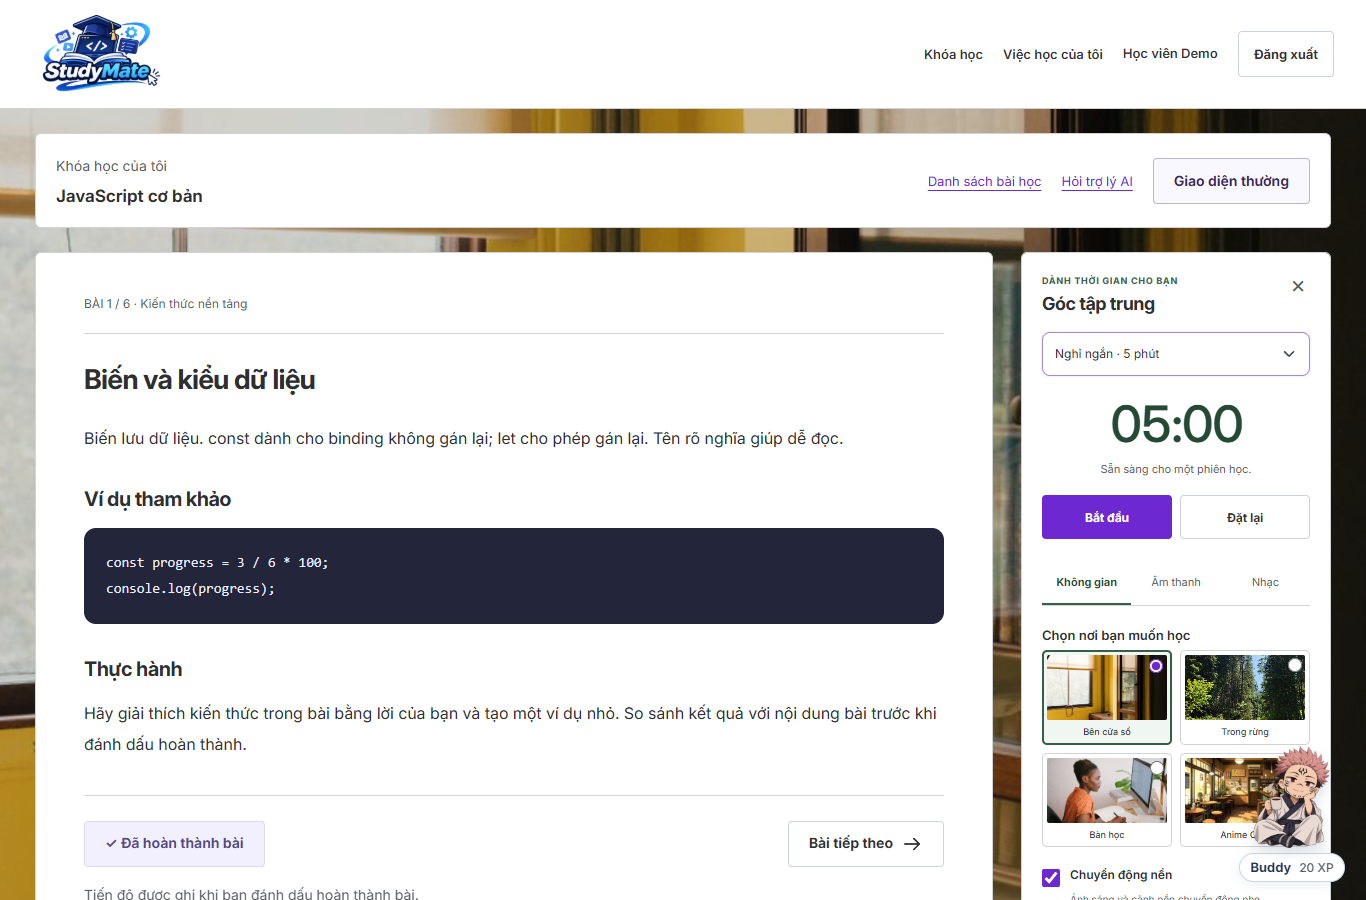 StudyMate
Khóa học
Việc học của tôi
Học viên Demo
Đăng xuất
Khóa học của tôi
JavaScript cơ bản
Danh sách bài học
Hỏi trợ lý AI
Giao diện thường
BÀI 1 / 6 · Kiến thức nền tảng
Biến và kiểu dữ liệu
Biến lưu dữ liệu. const dành cho binding không gán lại; let cho phép gán lại. Tên rõ nghĩa giúp dễ đọc.
Ví dụ tham khảo
const progress = 3 / 6 * 100;
console.log(progress);
Thực hành
Hãy giải thích kiến thức trong bài bằng lời của bạn và tạo một ví dụ nhỏ. So sánh kết quả với nội dung bài trước khi
đánh dấu hoàn thành.
✓ Đã hoàn thành bài
Bài tiếp theo →
Tiến độ được ghi khi bạn đánh dấu hoàn thành bài.
DÀNH THỜI GIAN CHO BẠN
Góc tập trung
Nghỉ ngắn · 5 phút
05:00
Sẵn sàng cho một phiên học.
Bắt đầu
Đặt lại
Không gian
Âm thanh
Nhạc
Chọn nơi bạn muốn học
Bên cửa sổ
Trong rừng
Bàn học
Anime
Buddy 20 XP
Chuyển động nền
Ánh sáng và cảnh nền chuyển động nhẹ